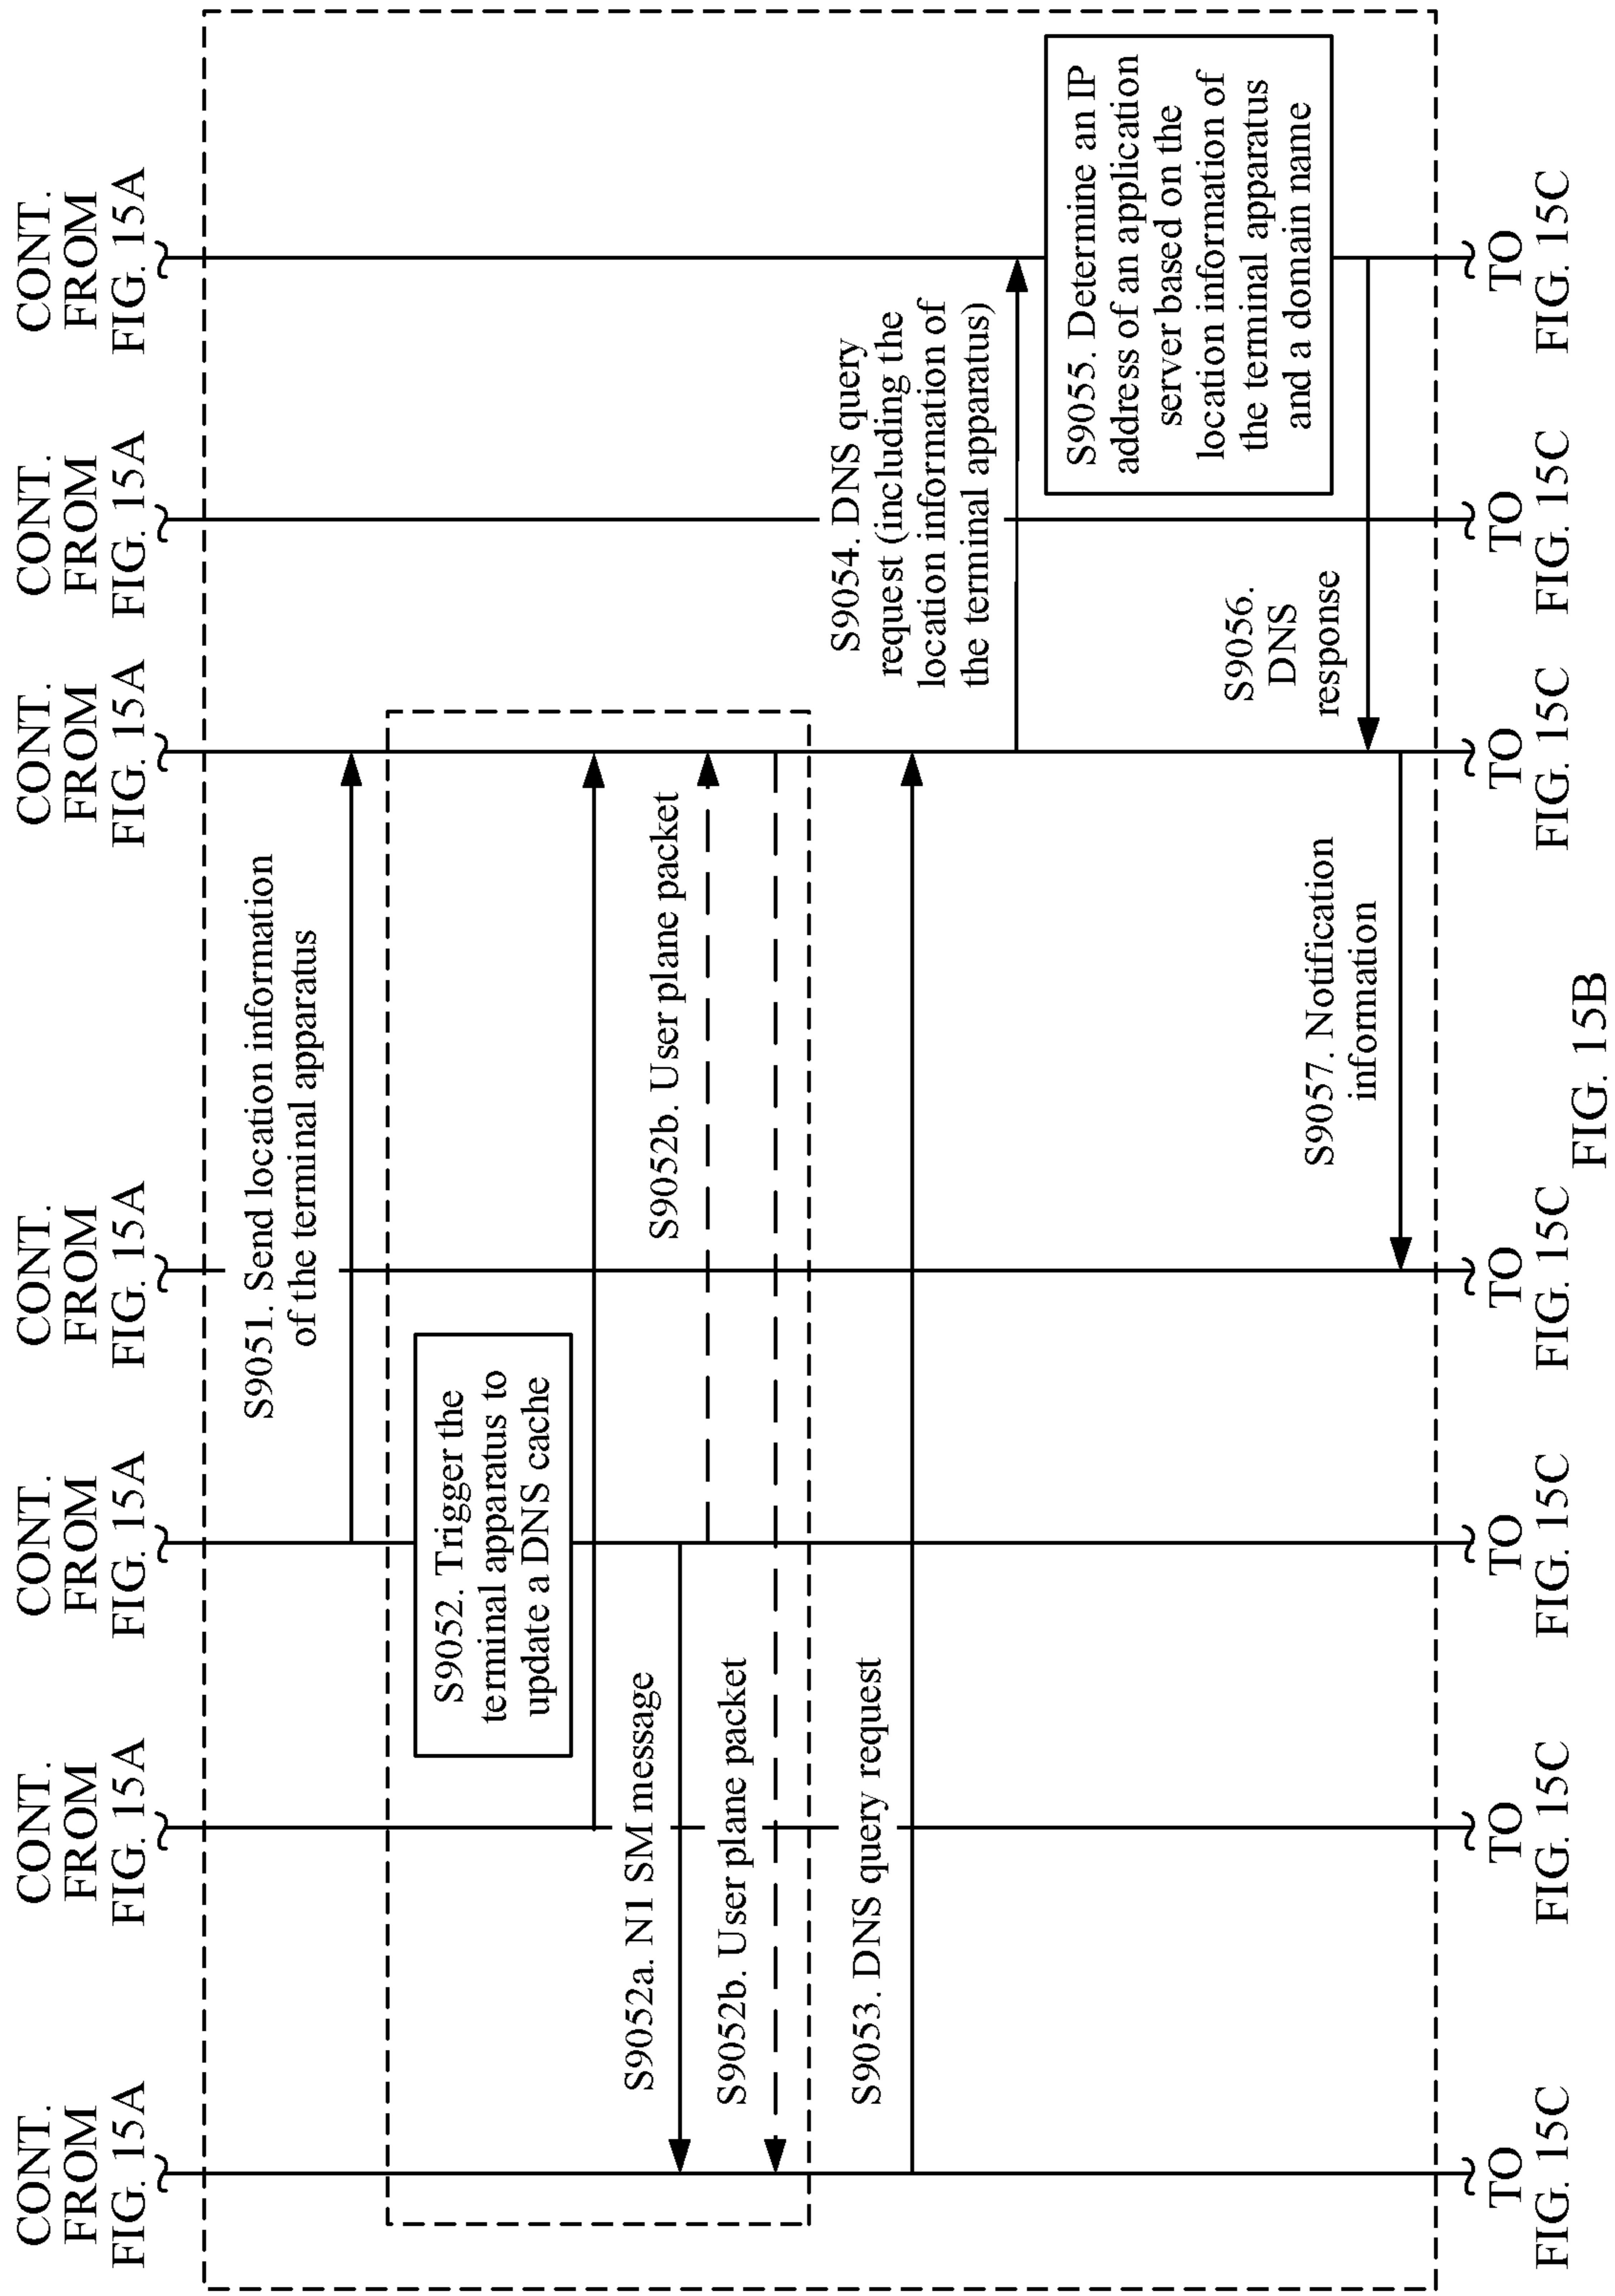 CONT.
FROM
FIG. 15A
CONT.
FROM
FIG. 15A
CONT.
FROM
FIG. 15A
CONT.
FROM
FIG. 15A
CONT.
FROM
FIG. 15A
CONT.
FROM
FIG. 15A
CONT.
FROM
FIG. 15A
S9051. Send location information
of the terminal apparatus
S9052. Trigger the
terminal apparatus to
update a DNS cache
S9052a. N1 SM message
S9052b. User plane packet
S9052b. User plane packet
S9053. DNS query request
S9054. DNS query
request (including the
location information of
the terminal apparatus)
S9055. Determine an IP
address of an application
server based on the
location information of
the terminal apparatus
and a domain name
S9056.
DNS
response
S9057. Notification
information
TO
FIG. 15C
TO
FIG. 15C
TO
FIG. 15C
TO
FIG. 15C
TO
FIG. 15C
TO
FIG. 15C
TO
FIG. 15C
FIG. 15B